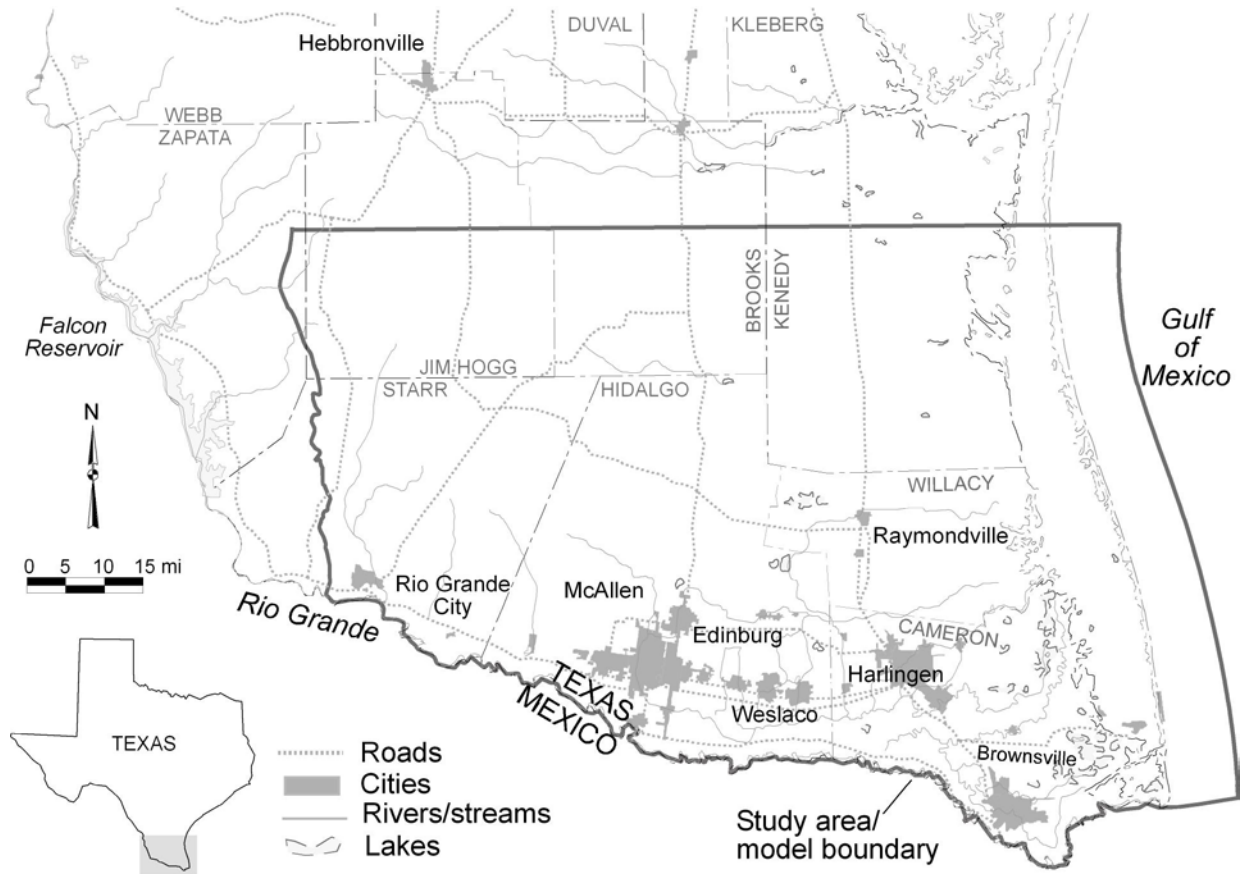 DUVAL
KLEBERG
Hebbronville
WEBB
ZAPATA
BROOKS
KENEDY
Falcon
Reservoir
Gulf
of
Mexico
JIM HOGG
STARR
HIDALGO
N
WILLACY
Raymondville
0 5 10 15 mi
Rio Grande
City
McAllen
Rio Grande
Edinburg
CAMERON
Harlingen
TEXAS
MEXICO
Weslaco
TEXAS
Brownsville
Roads
Cities
Rivers/streams
Lakes
Study area/
model boundary